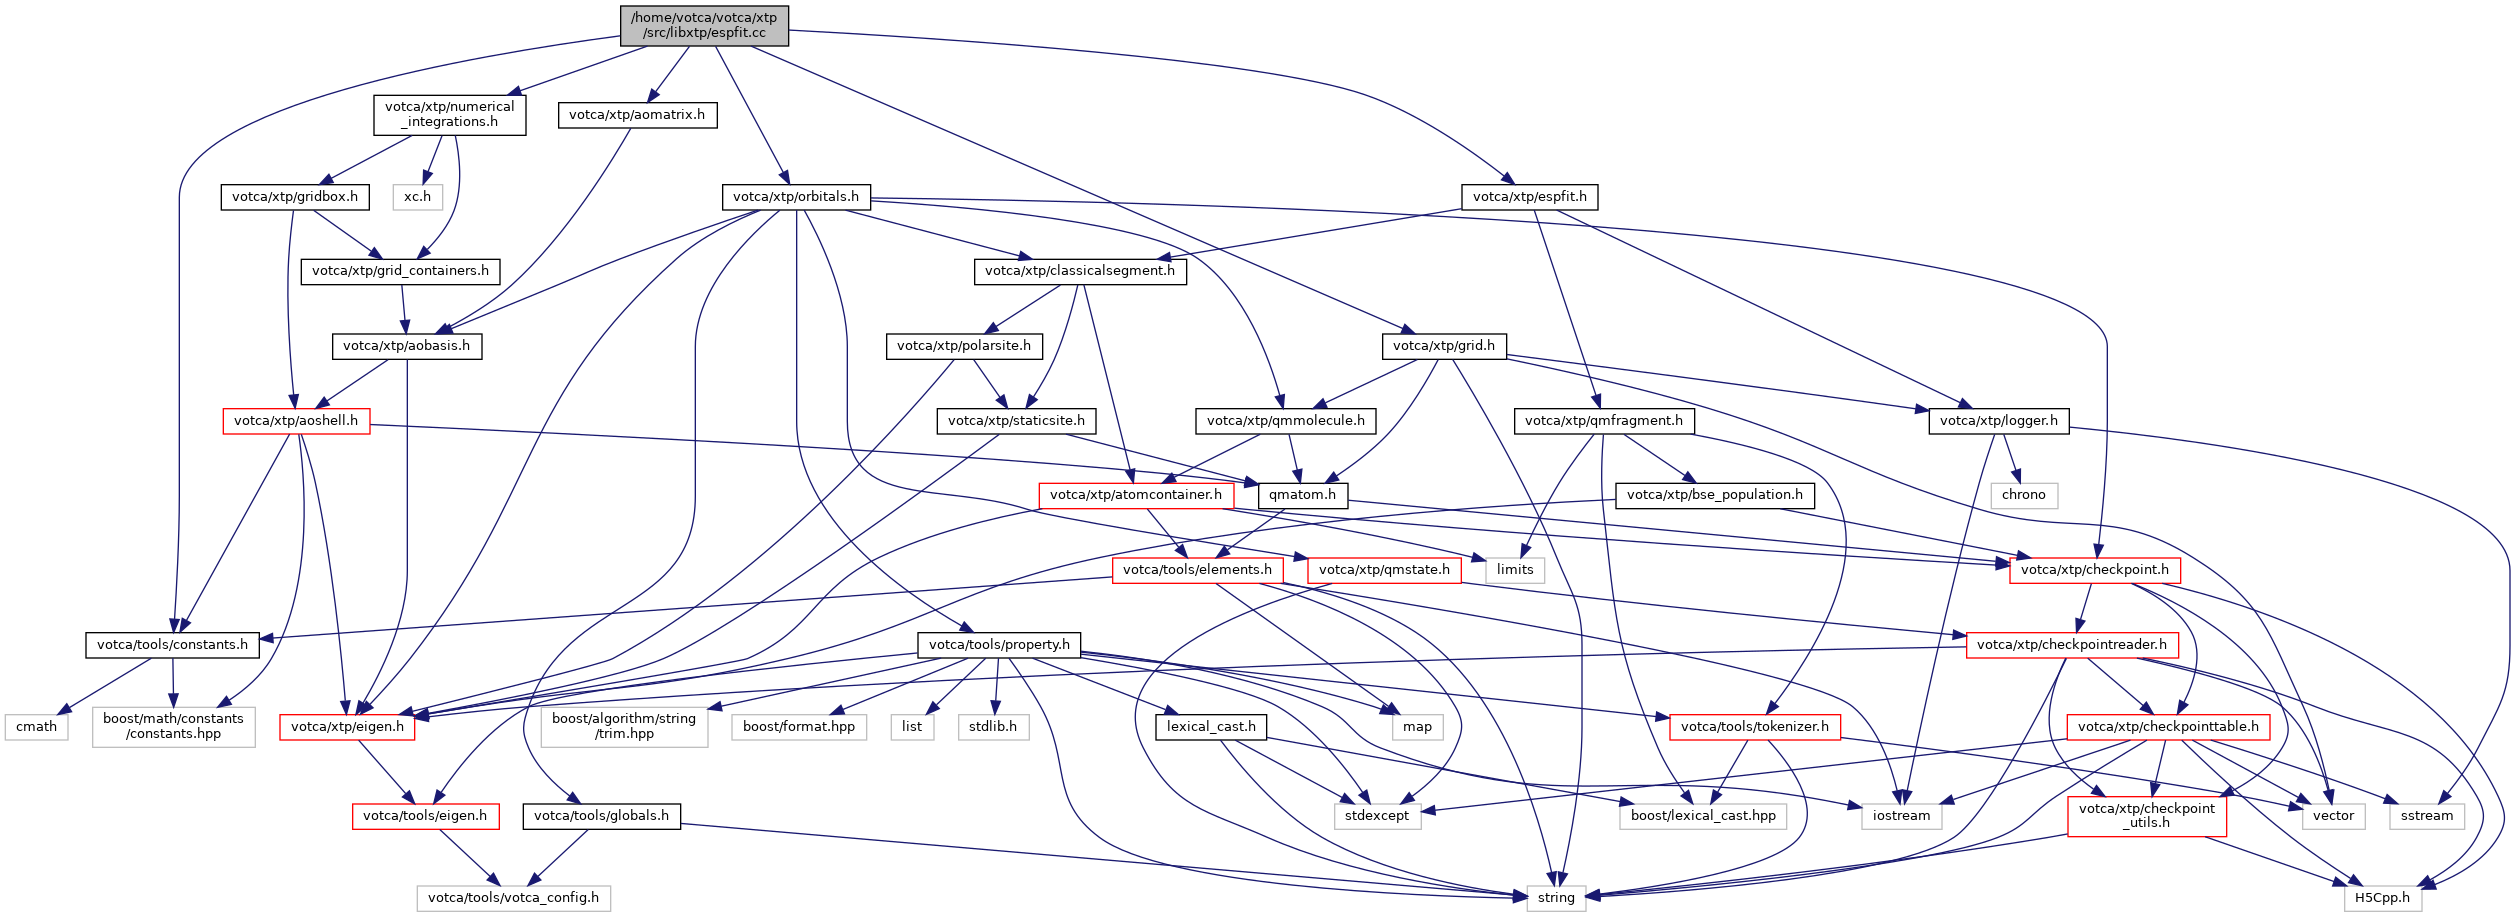 /home/votca/votca/xtp
/src/libxtp/espfit.cc
votca/xtp/numerical
_integrations.h
votca/xtp/aomatrix.h
votca/xtp/gridbox.h
xc.h
votca/xtp/orbitals.h
votca/xtp/espfit.h
votca/xtp/grid_containers.h
votca/xtp/classicalsegment.h
votca/xtp/aobasis.h
votca/xtp/polarsite.h
votca/xtp/grid.h
votca/xtp/aoshell.h
votca/xtp/staticsite.h
votca/xtp/qmmolecule.h
votca/xtp/qmfragment.h
votca/xtp/logger.h
votca/xtp/atomcontainer.h
qmatom.h
votca/xtp/bse_population.h
chrono
votca/tools/elements.h
votca/xtp/qmstate.h
limits
votca/xtp/checkpoint.h
votca/tools/constants.h
votca/tools/property.h
votca/xtp/checkpointreader.h
cmath
boost/math/constants
/constants.hpp
votca/xtp/eigen.h
boost/algorithm/string
/trim.hpp
boost/format.hpp
list
stdlib.h
lexical_cast.h
map
votca/tools/tokenizer.h
votca/xtp/checkpointtable.h
votca/tools/eigen.h
votca/tools/globals.h
stdexcept
boost/lexical_cast.hpp
iostream
votca/xtp/checkpoint
_utils.h
vector
sstream
votca/tools/votca_config.h
string
H5Cpp.h